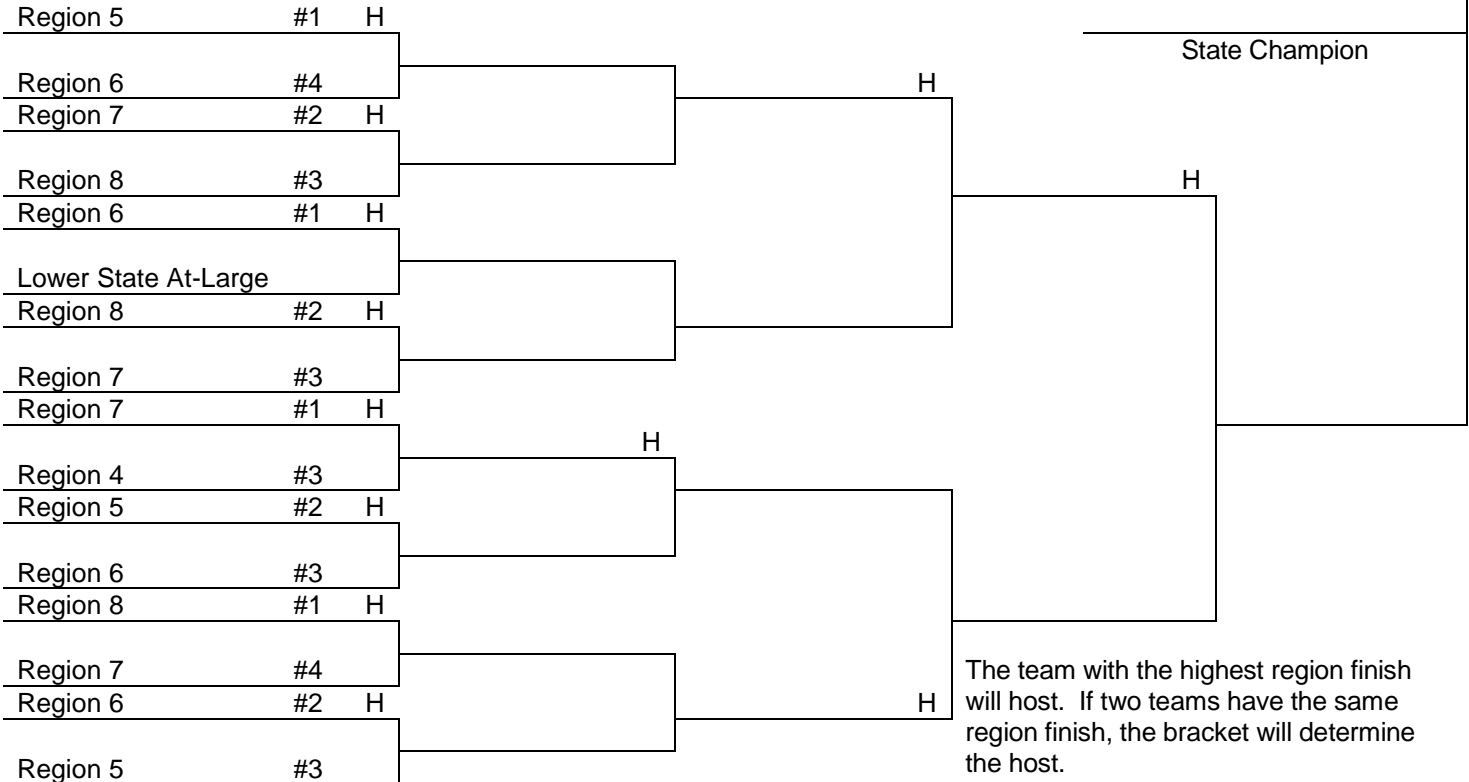 Region 5 #1 H
State Champion
Region 6 #4 H
Region 7 #2 H
Region 8 #3 H
Region 6 #1 H
Lower State At-Large
Region 8 #2 H
Region 7 #3
Region 7 #1 H
H
Region 4 #3
Region 5 #2 H
Region 6 #3
Region 8 #1 H
Region 7 #4
Region 6 #2 H H
Region 5 #3
The team with the highest region finish
will host. If two teams have the same
region finish, the bracket will determine
the host.